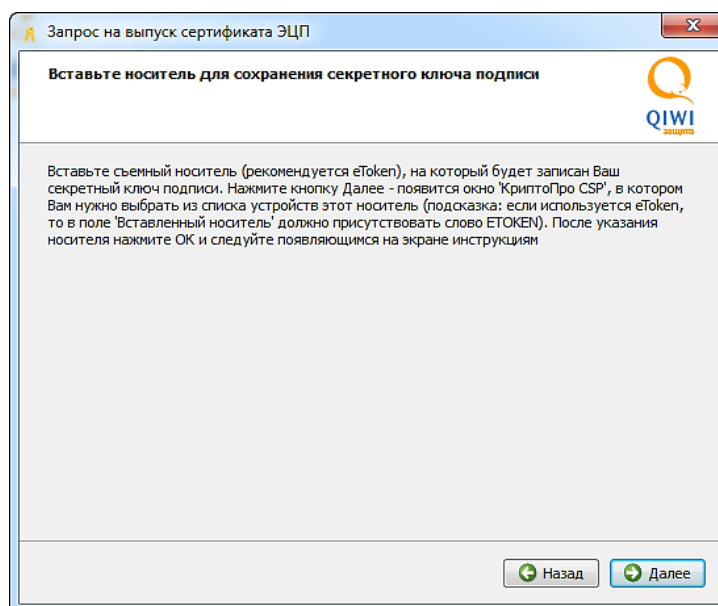 Запрос на выпуск сертификата ЭЦП
Вставьте носитель для сохранения секретного ключа подписи
QIWI
защита
Вставьте съемный носитель (рекомендуется eToken), на который будет записан Ваш
секретный ключ подписи. Нажмите кнопку Далее - появится окно 'КриптоПро CSP', в котором
Вам нужно выбрать из списка устройств этот носитель (подсказка: если используется eToken,
то в поле 'Вставленный носитель' должно присутствовать слово ETOKEN). После указания
носителя нажмите ОК и следуйте появляющимся на экране инструкциям
Назад
Далее